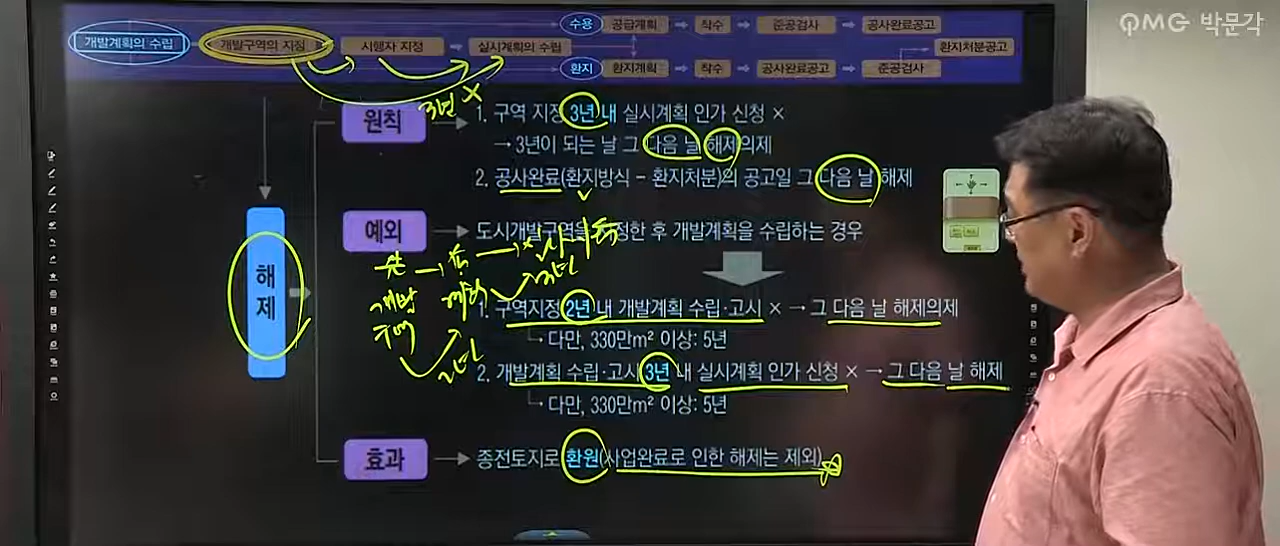 QMG 박문각
수용 공급계획 착수 준공검사 공사완료공고
개발계획의 수립 개발구역의 지정 시행자 지정 실시계획의 수립 환지처분공고
환지 환지계획 착수 공사완료공고 준공검사
3년 ×
원칙
1. 구역 지정 3년 내 실시계획 인가 신청 ×
→ 3년이 되는 날 그 다음 날 해제의제
2. 공사완료(환지방식 - 환지처분)의 공고일 그 다음 날 해제
해제
예외
도시개발구역을 지정한 후 개발계획을 수립하는 경우
개발
3년
1. 구역지정 2년 내 개발계획 수립·고시 × → 그 다음 날 해제의제
다만, 330만m² 이상: 5년
2년
2. 개발계획 수립·고시 3년 내 실시계획 인가 신청 × → 그 다음 날 해제
다만, 330만m² 이상: 5년
효과
종전토지로 환원(사업완료로 인한 해제는 제외)